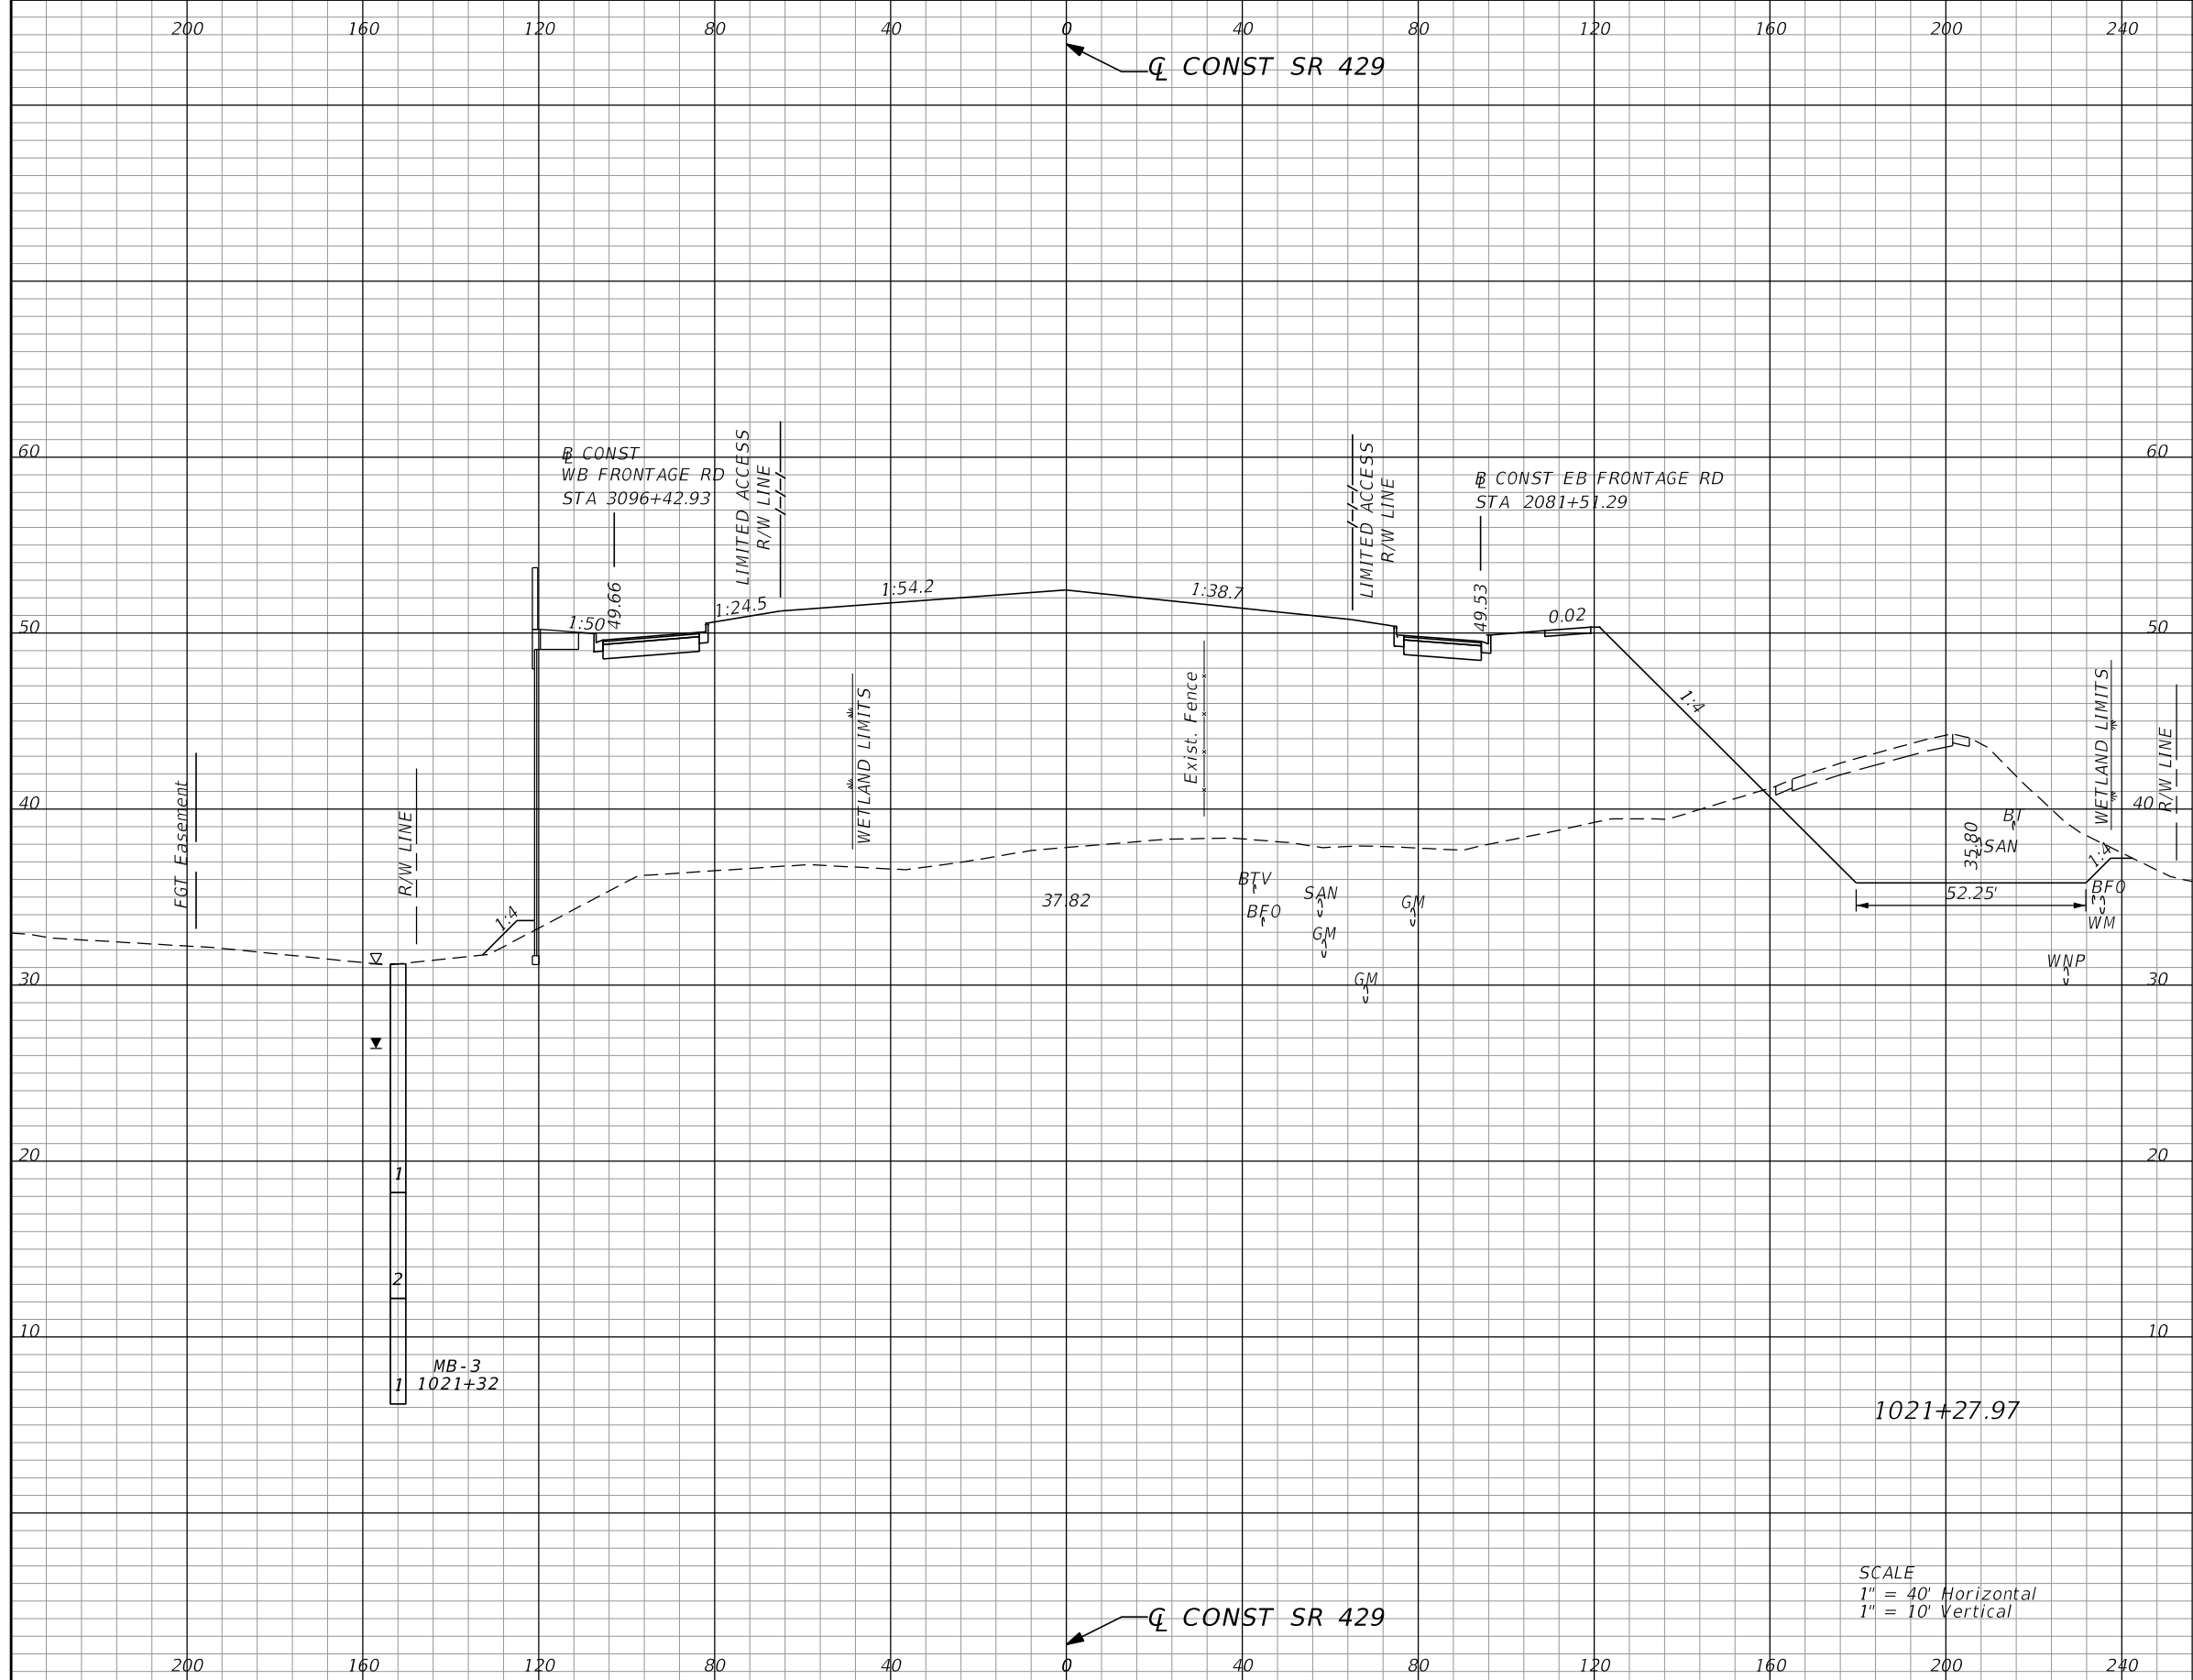 200 160 120 80 40 0 40 80 120 160 200 240
℄ CONST SR 429
60 60
B̵L CONST
WB FRONTAGE RD
STA 3096+42.93
LIMITED ACCESS
R/W LINE
LIMITED ACCESS
R/W LINE
B̵L CONST EB FRONTAGE RD
STA 2081+51.29
50 50
1:50
49.66
1:24.5
1:54.2
1:38.7
49.53
0.02
1:4
FGT Easement
R/W LINE
WETLAND LIMITS
Exist. Fence
WETLAND LIMITS
R/W LINE
40 40
BT
SAN
35.80
1:4
52.25'
BFO
WM
WNP
1:4
37.82
BTV
BFO
SAN
GM
GM
GM
30 30
20 20
1
2
10 10
1
MB-3
1021+32
1021+27.97
SCALE
1" = 40' Horizontal
1" = 10' Vertical
℄ CONST SR 429
200 160 120 80 40 0 40 80 120 160 200 240